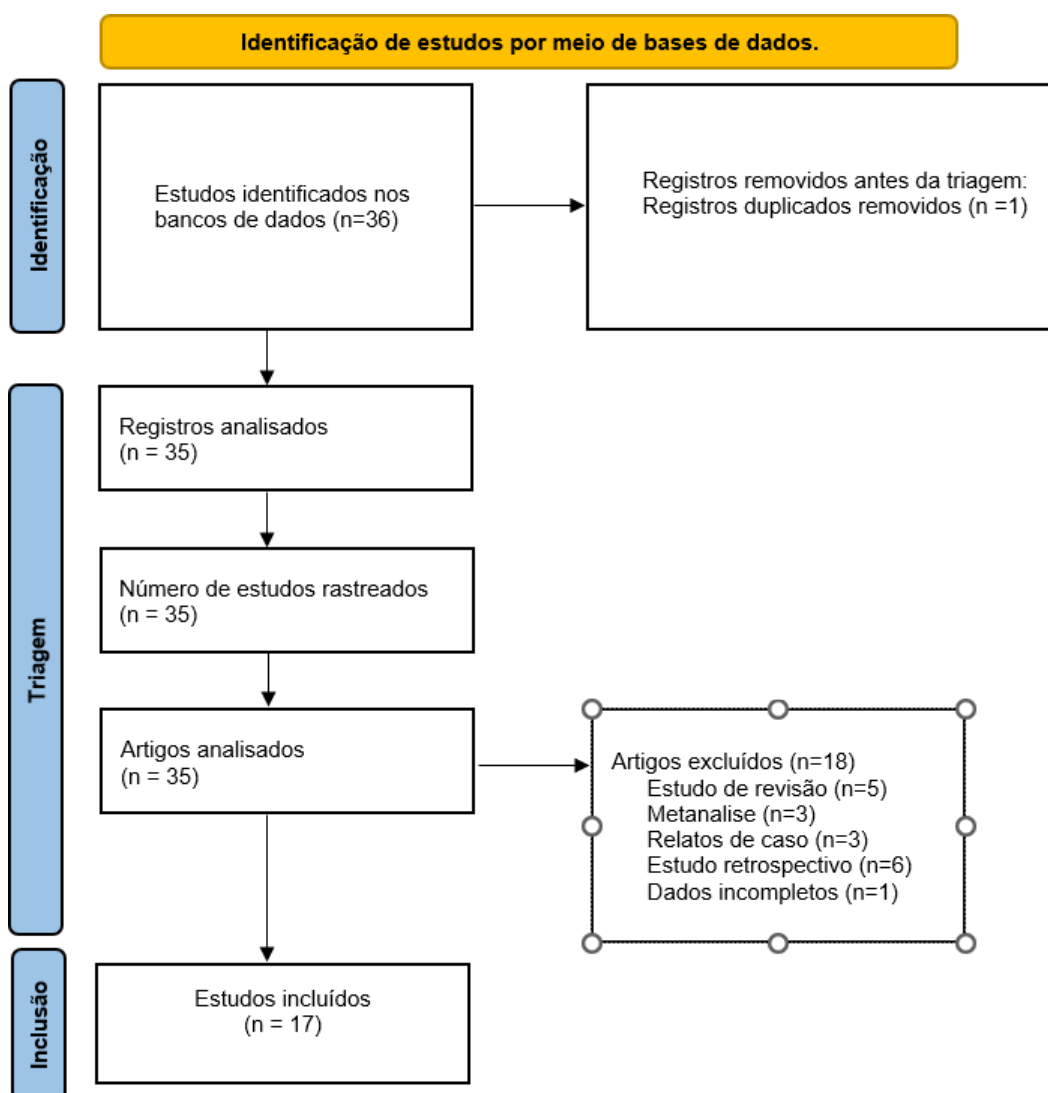 Identificação de estudos por meio de bases de dados.
Identificação
Estudos identificados nos
bancos de dados (n=36)
Registros removidos antes da triagem:
Registros duplicados removidos (n =1)
Triagem
Registros analisados
(n = 35)
Número de estudos rastreados
(n = 35)
Artigos analisados
(n = 35)
Artigos excluídos (n=18)
Estudo de revisão (n=5)
Metanalise (n=3)
Relatos de caso (n=3)
Estudo retrospectivo (n=6)
Dados incompletos (n=1)
Inclusão
Estudos incluídos
(n = 17)